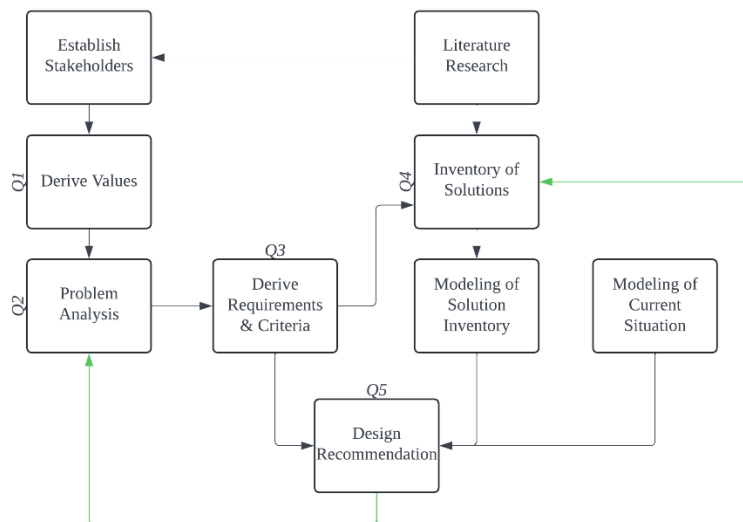 Establish
Stakeholders
Literature
Research
Q1
Derive Values
Q4
Inventory of
Solutions
Q2
Problem
Analysis
Q3
Derive
Requirements
& Criteria
Modeling of
Solution
Inventory
Modeling of
Current
Situation
Q5
Design
Recommendation